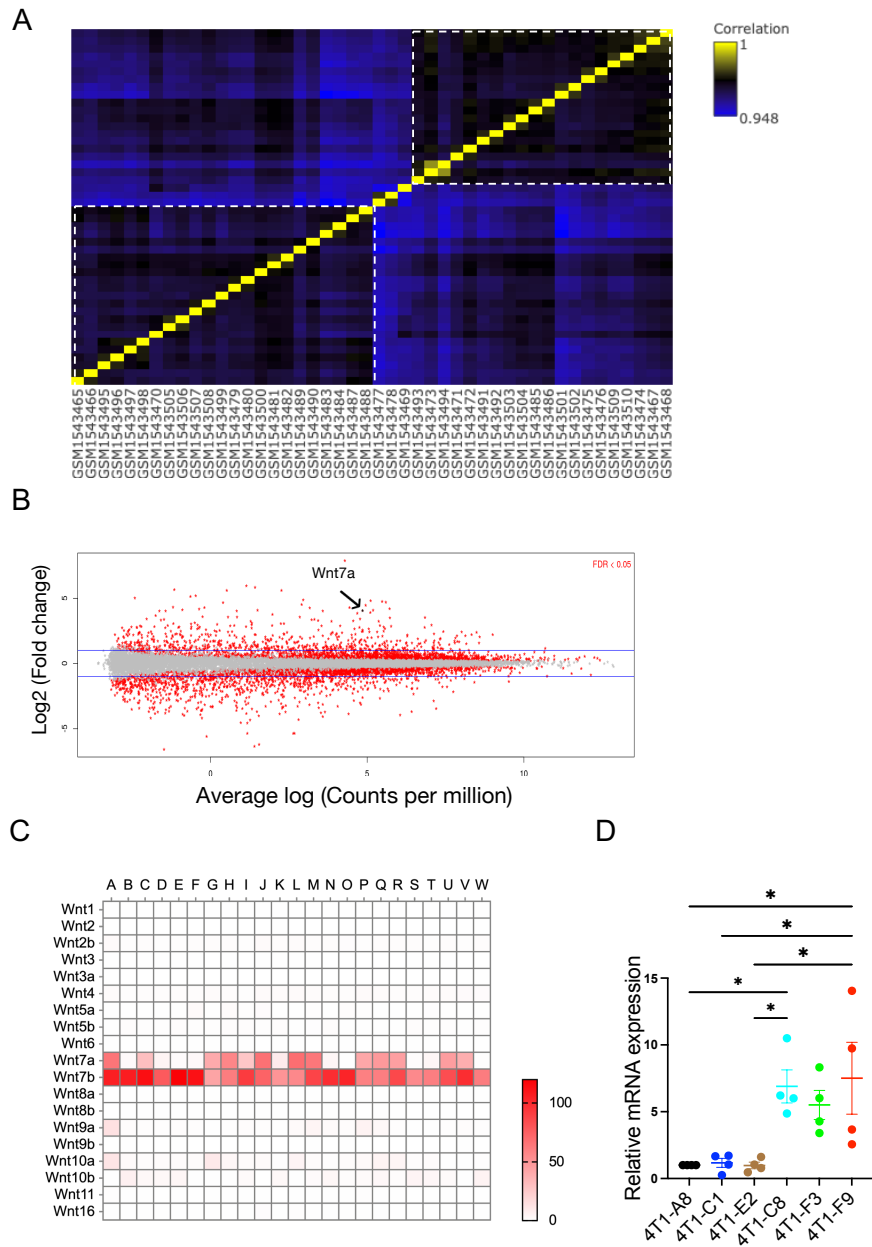 A
Correlation
1
0.948
GSM1543465
GSM1543466
GSM1543495
GSM1543496
GSM1543497
GSM1543498
GSM1543470
GSM1543505
GSM1543506
GSM1543507
GSM1543508
GSM1543499
GSM1543479
GSM1543480
GSM1543500
GSM1543481
GSM1543482
GSM1543489
GSM1543490
GSM1543483
GSM1543484
GSM1543487
GSM1543488
GSM1543477
GSM1543478
GSM1543469
GSM1543493
GSM1543473
GSM1543494
GSM1543471
GSM1543472
GSM1543491
GSM1543492
GSM1543503
GSM1543504
GSM1543485
GSM1543486
GSM1543501
GSM1543502
GSM1543475
GSM1543476
GSM1543509
GSM1543510
GSM1543474
GSM1543467
GSM1543468
B
Wnt7a
FDR < 0.05
Log2 (Fold change)
5
0
-5
0 5 10
Average log (Counts per million)
C
A B C D E F G H I J K L M N O P Q R S T U V W
Wnt1
Wnt2
Wnt2b
Wnt3
Wnt3a
Wnt4
Wnt5a
Wnt5b
Wnt6
Wnt7a
Wnt7b
Wnt8a
Wnt8b
Wnt9a
Wnt9b
Wnt10a
Wnt10b
Wnt11
Wnt16
100
50
0
D
*
*
*
*
*
Relative mRNA expression
15
10
5
0
4T1-A8
4T1-C1
4T1-E2
4T1-C8
4T1-F3
4T1-F9